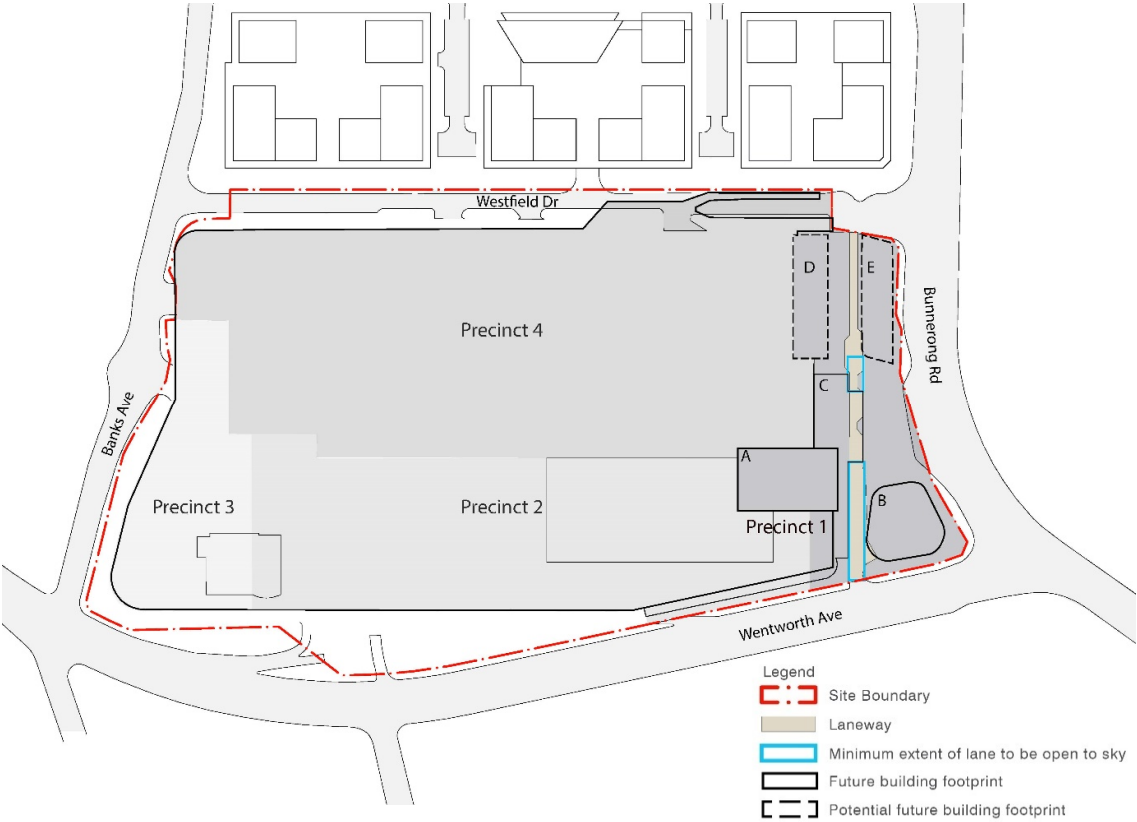 Westfield Dr
D
E
Bunnerong Rd
Precinct 4
C
Banks Ave
A
B
Precinct 3
Precinct 2
Precinct 1
Wentworth Ave
Legend
Site Boundary
Laneway
Minimum extent of lane to be open to sky
Future building footprint
Potential future building footprint